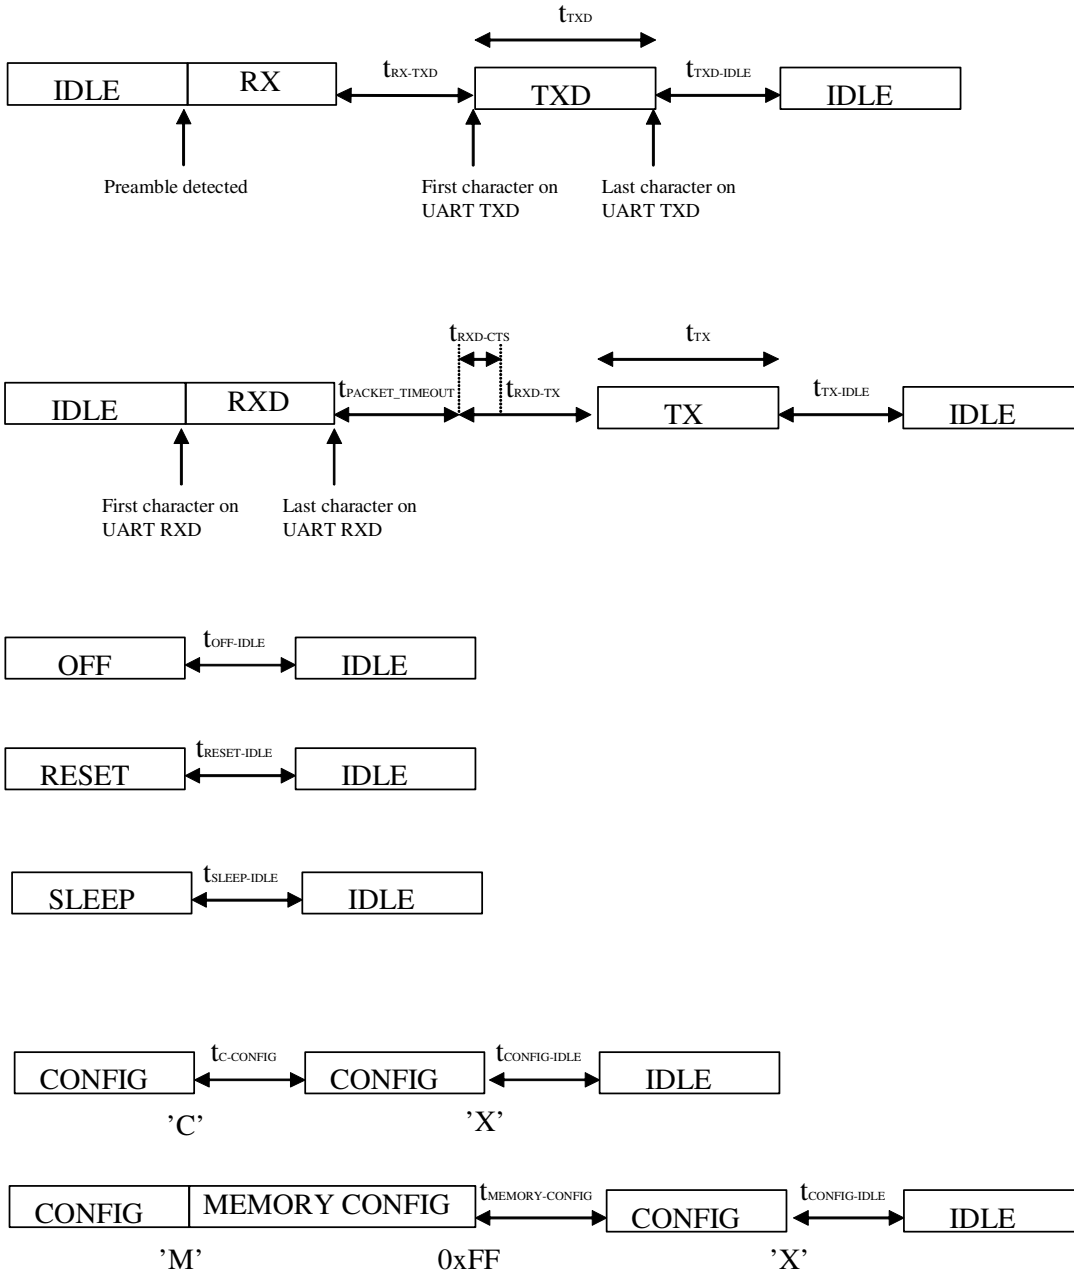 tTXD
IDLE RX tRX-TXD TXD tTXD-IDLE IDLE
Preamble detected
First character on
UART TXD
Last character on
UART TXD
tRXD-CTS tTX
IDLE RXD tPACKET_TIMEOUT tRXD-TX TX tTX-IDLE IDLE
First character on
UART RXD
Last character on
UART RXD
OFF tOFF-IDLE IDLE
RESET tRESET-IDLE IDLE
SLEEP tSLEEP-IDLE IDLE
CONFIG tC-CONFIG CONFIG tCONFIG-IDLE IDLE
’C’ ’X’
CONFIG MEMORY CONFIG tMEMORY-CONFIG CONFIG tCONFIG-IDLE IDLE
’M’ 0xFF ’X’